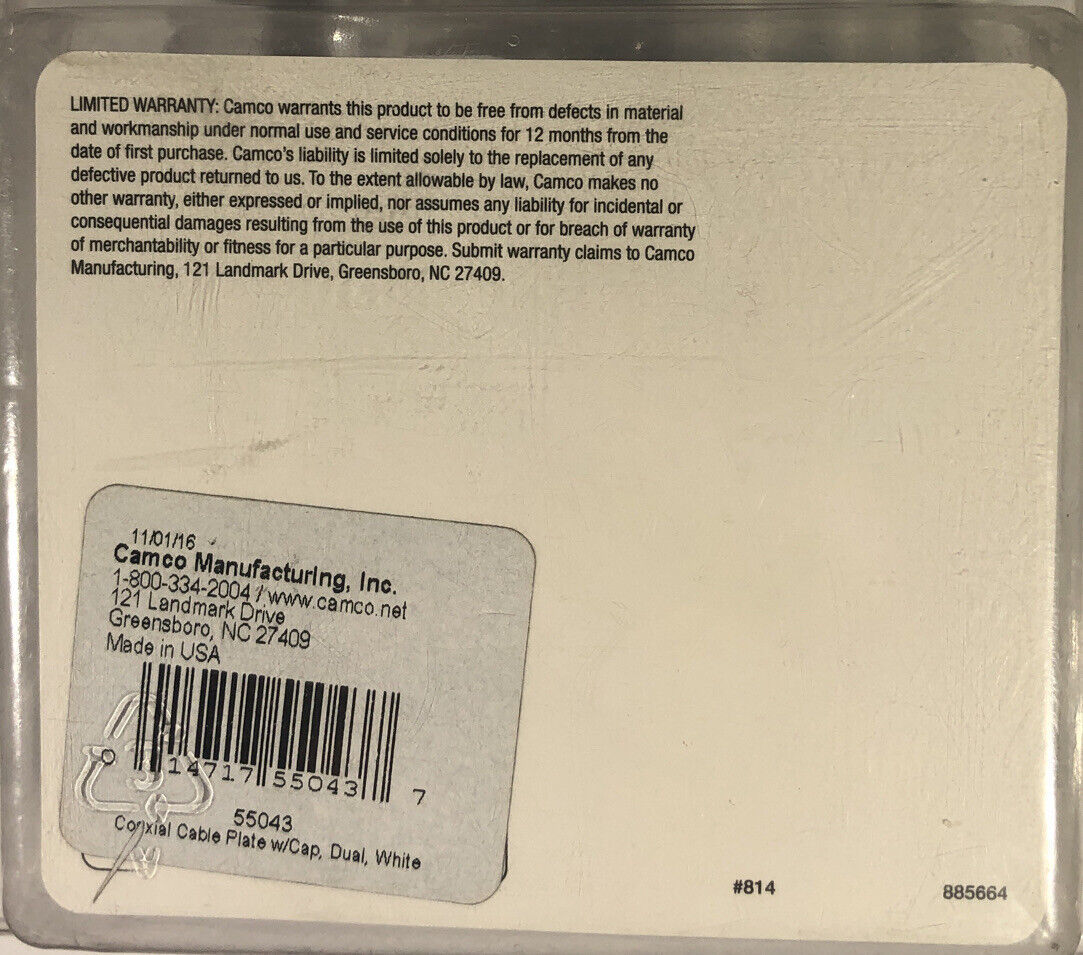 LIMITED WARRANTY: Camco warrants this product to be free from defects in material
and workmanship under normal use and service conditions for 12 months from the
date of first purchase. Camco's liability is limited solely to the replacement of any
defective product returned to us. To the extent allowable by law, Camco makes no
other warranty, either expressed or implied, nor assumes any liability for incidental or
consequential damages resulting from the use of this product or for breach of warranty
of merchantability or fitness for a particular purpose. Submit warranty claims to Camco
Manufacturing, 121 Landmark Drive, Greensboro, NC 27409.
11/01/16
Camco Manufacturing, Inc.
1-800-334-2004 / www.camco.net
121 Landmark Drive
Greensboro, NC 27409
Made in USA
0 14717 55043 7
55043
Coaxial Cable Plate w/Cap, Dual, White
#814
885664